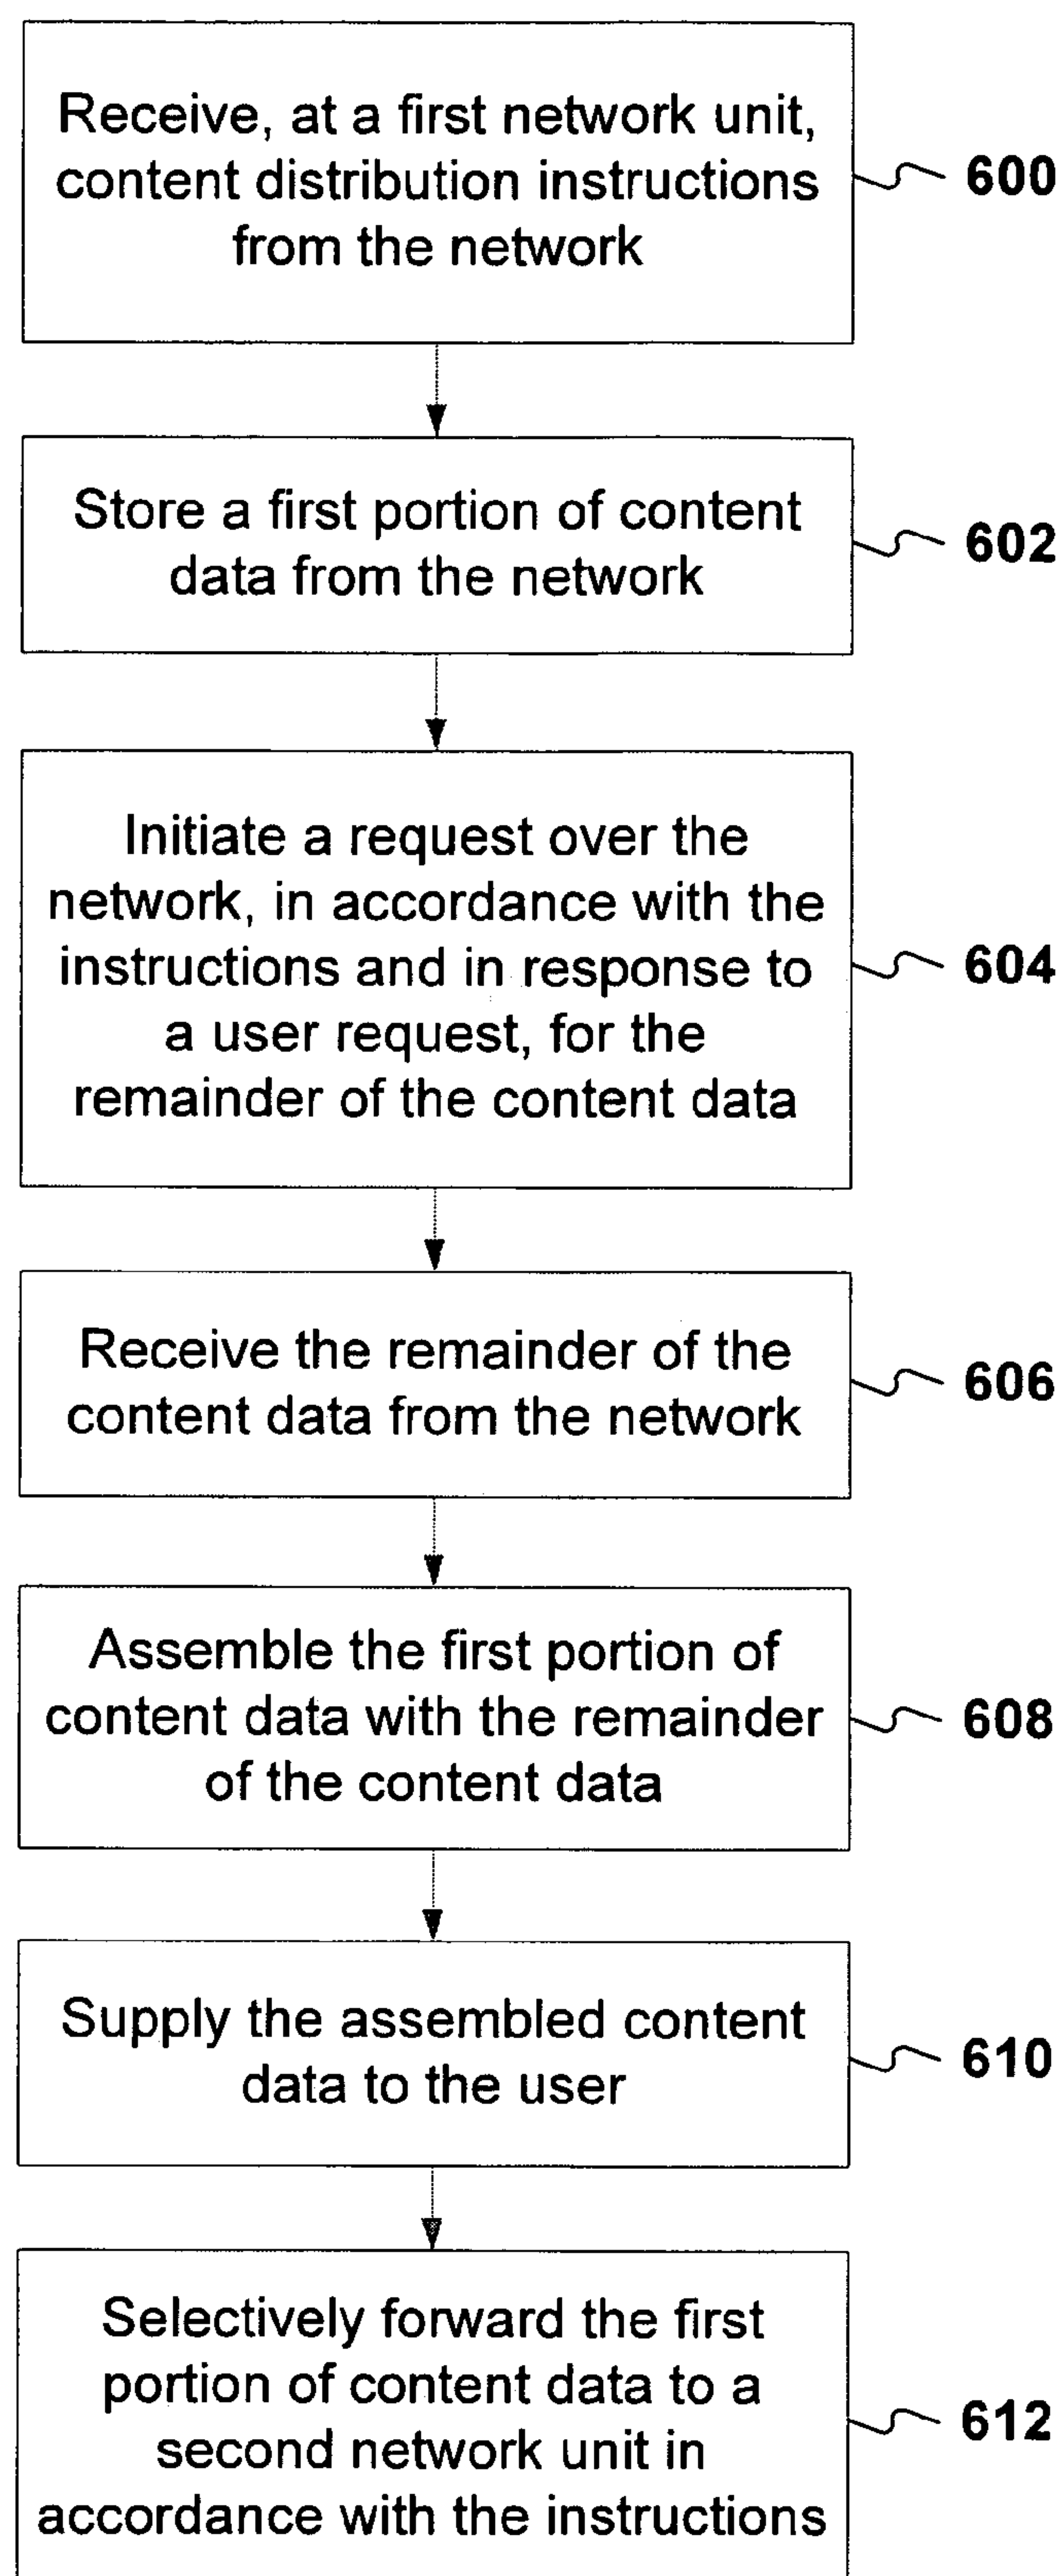 Receive, at a first network unit,
content distribution instructions
from the network
600
Store a first portion of content
data from the network
602
Initiate a request over the
network, in accordance with the
instructions and in response to
a user request, for the
remainder of the content data
604
Receive the remainder of the
content data from the network
606
Assemble the first portion of
content data with the remainder
of the content data
608
Supply the assembled content
data to the user
610
Selectively forward the first
portion of content data to a
second network unit in
accordance with the instructions
612